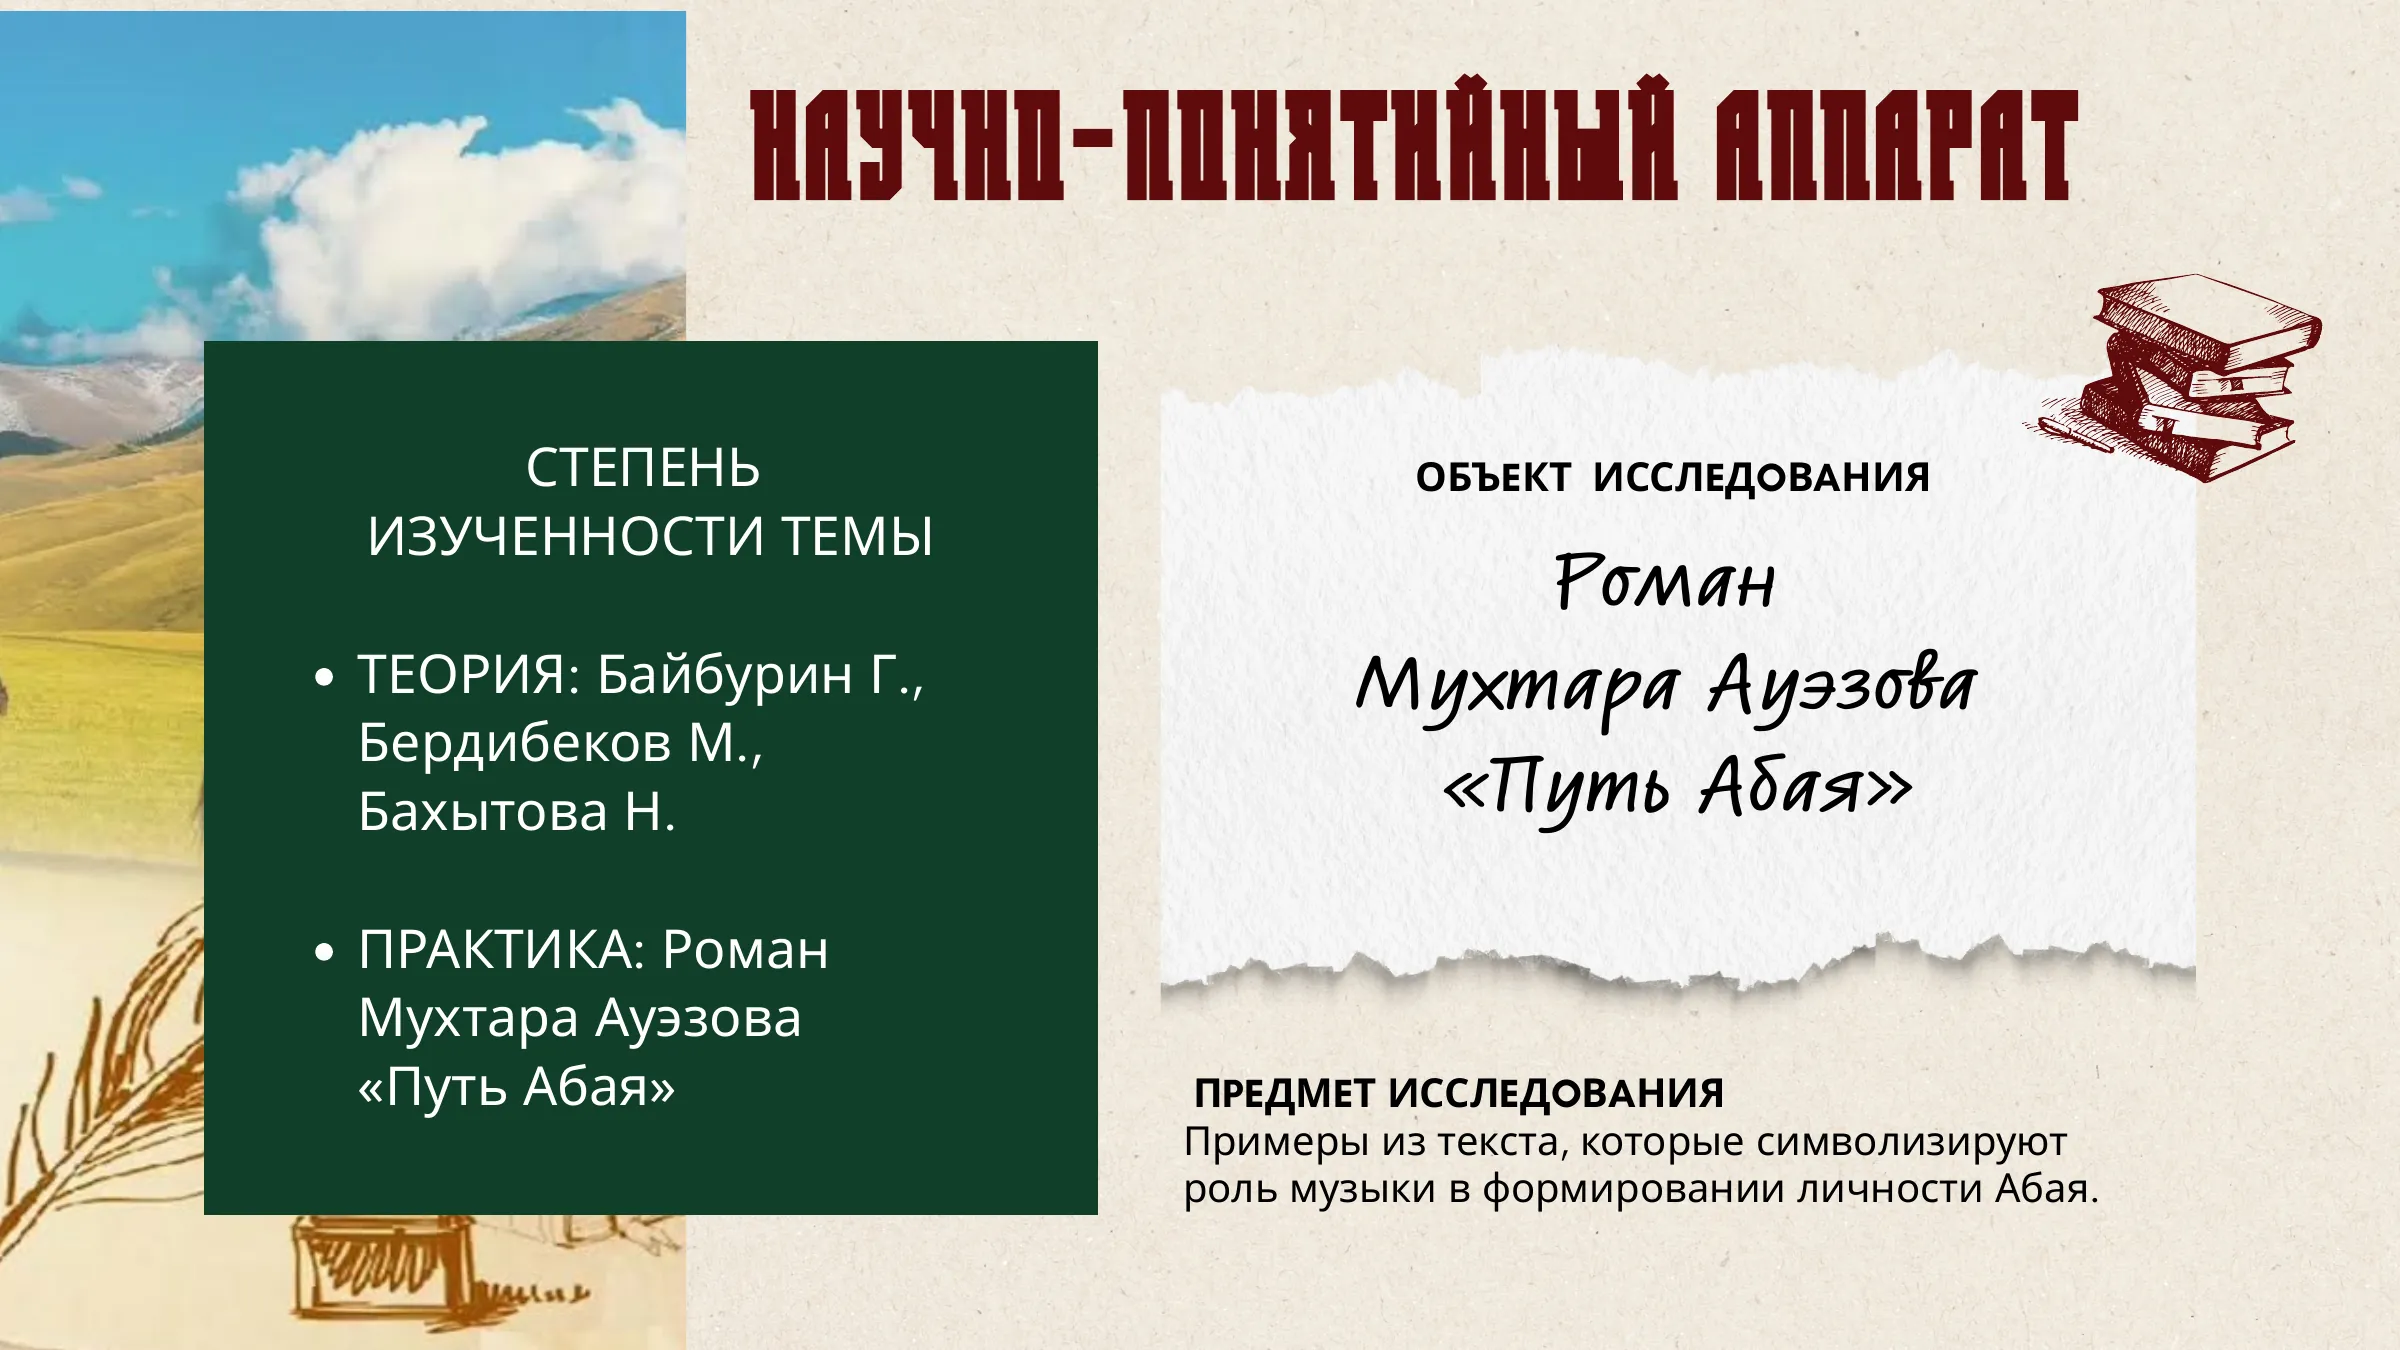 НАУЧНО-ПОНЯТИЙНЫЙ АППАРАТ
СТЕПЕНЬ
ИЗУЧЕННОСТИ ТЕМЫ
• ТЕОРИЯ: Байбурин Г.,
Бердибеков М.,
Бахытова Н.
• ПРАКТИКА: Роман
Мухтара Ауэзова
«Путь Абая»
ОБЪЕКТ ИССЛЕДОВАНИЯ
Роман
Мухтара Ауэзова
«Путь Абая»
ПРЕДМЕТ ИССЛЕДОВАНИЯ
Примеры из текста, которые символизируют
роль музыки в формировании личности Абая.